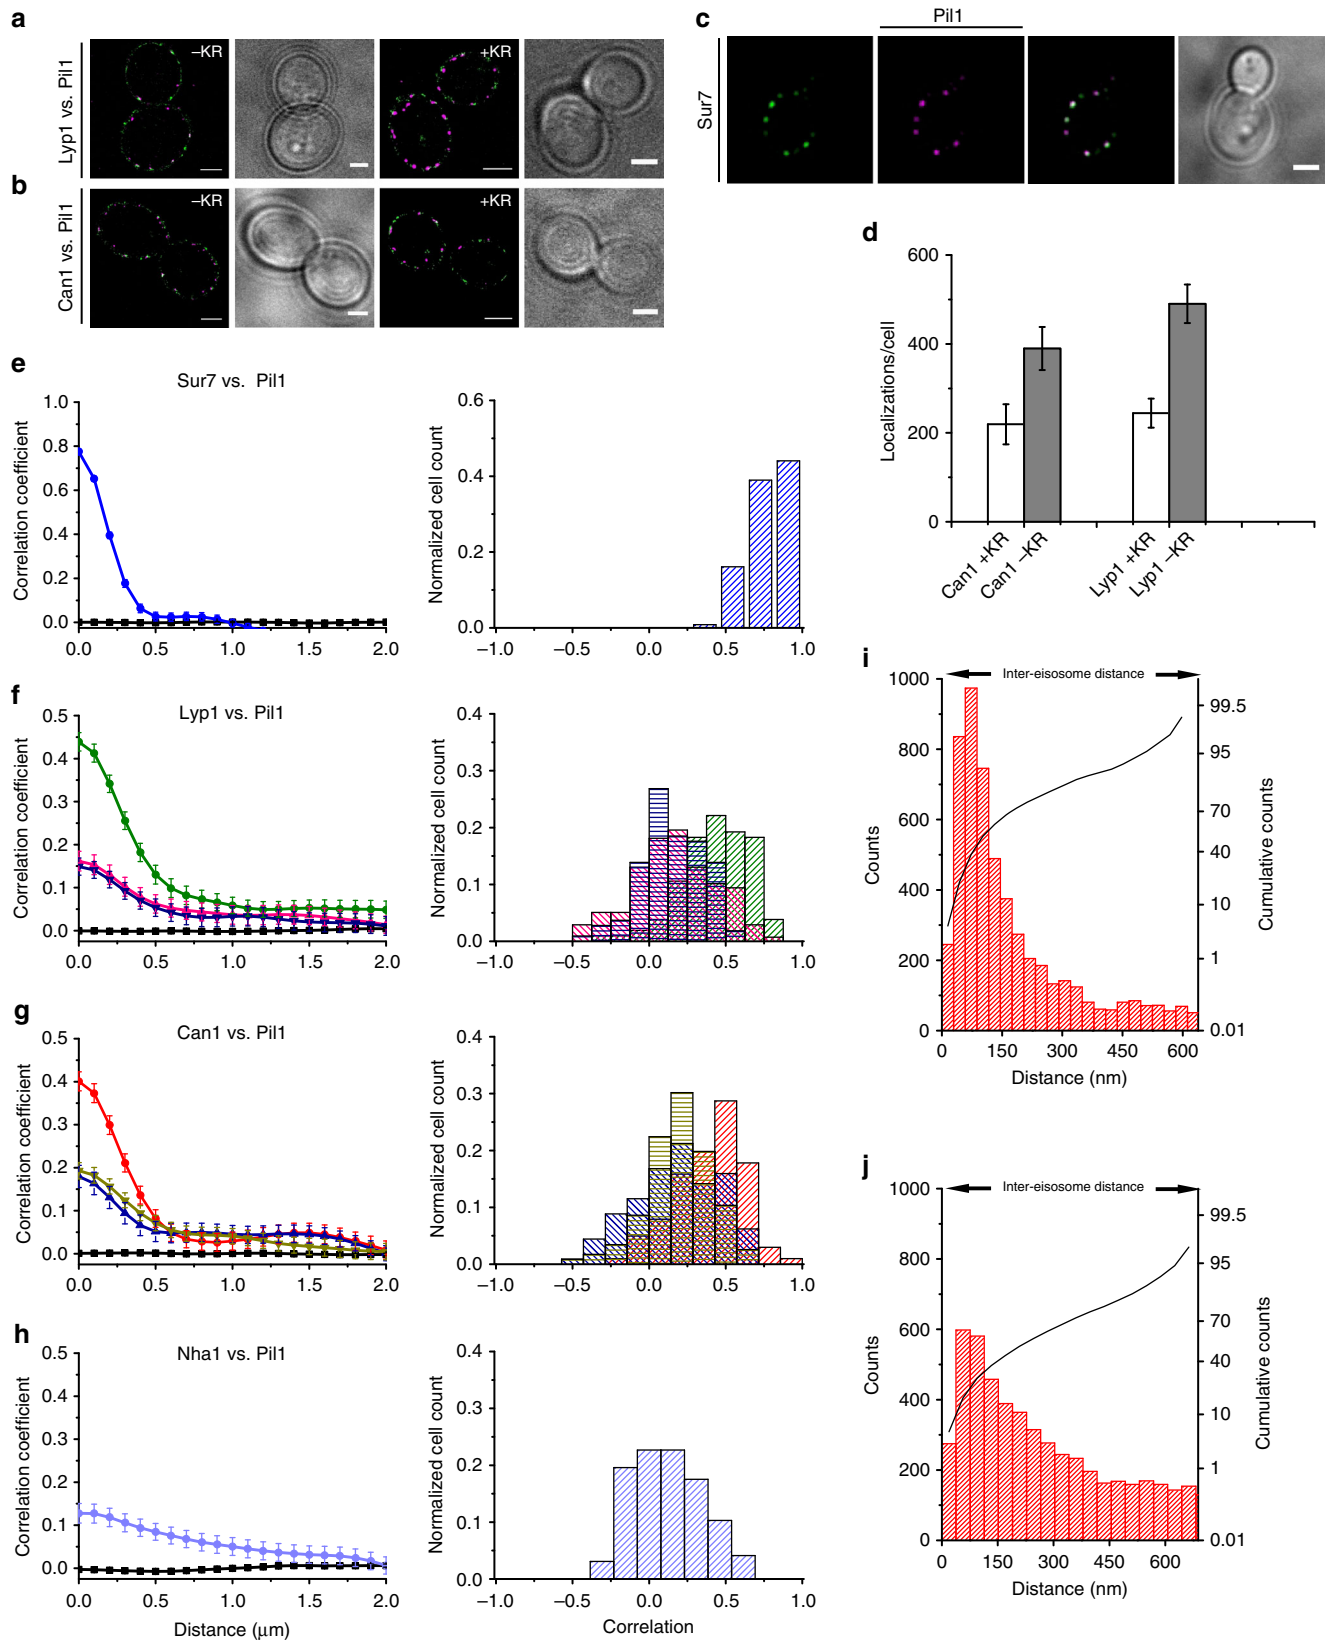 a
Lyp1 vs. Pil1
–KR
+KR
b
Can1 vs. Pil1
–KR
+KR
c
Pil1
Sur7
d
Localizations/cell
600
400
200
0
Can1 +KR
Can1 –KR
Lyp1 +KR
Lyp1 –KR
e
Sur7 vs. Pil1
Correlation coefficient
1.0
0.8
0.6
0.4
0.2
0.0
0.0 0.5 1.0 1.5 2.0
Normalized cell count
0.6
0.4
0.2
0.0
–1.0 –0.5 0.0 0.5 1.0
f
Lyp1 vs. Pil1
Correlation coefficient
0.5
0.4
0.3
0.2
0.1
0.0
0.0 0.5 1.0 1.5 2.0
Normalized cell count
0.4
0.3
0.2
0.1
0.0
–1.0 –0.5 0.0 0.5 1.0
g
Can1 vs. Pil1
Correlation coefficient
0.5
0.4
0.3
0.2
0.1
0.0
0.0 0.5 1.0 1.5 2.0
Normalized cell count
0.4
0.3
0.2
0.1
0.0
–1.0 –0.5 0.0 0.5 1.0
h
Nha1 vs. Pil1
Correlation coefficient
0.5
0.4
0.3
0.2
0.1
0.0
0.0 0.5 1.0 1.5 2.0
Distance (μm)
Normalized cell count
0.4
0.3
0.2
0.1
0.0
–1.0 –0.5 0.0 0.5 1.0
Correlation
i
Inter-eisosome distance
Counts
1000
800
600
400
200
0
0 150 300 450 600
Distance (nm)
Cumulative counts
99.5
95
70
40
10
1
0.01
j
Inter-eisosome distance
Counts
1000
800
600
400
200
0
0 150 300 450 600
Distance (nm)
Cumulative counts
99.5
95
70
40
10
1
0.01